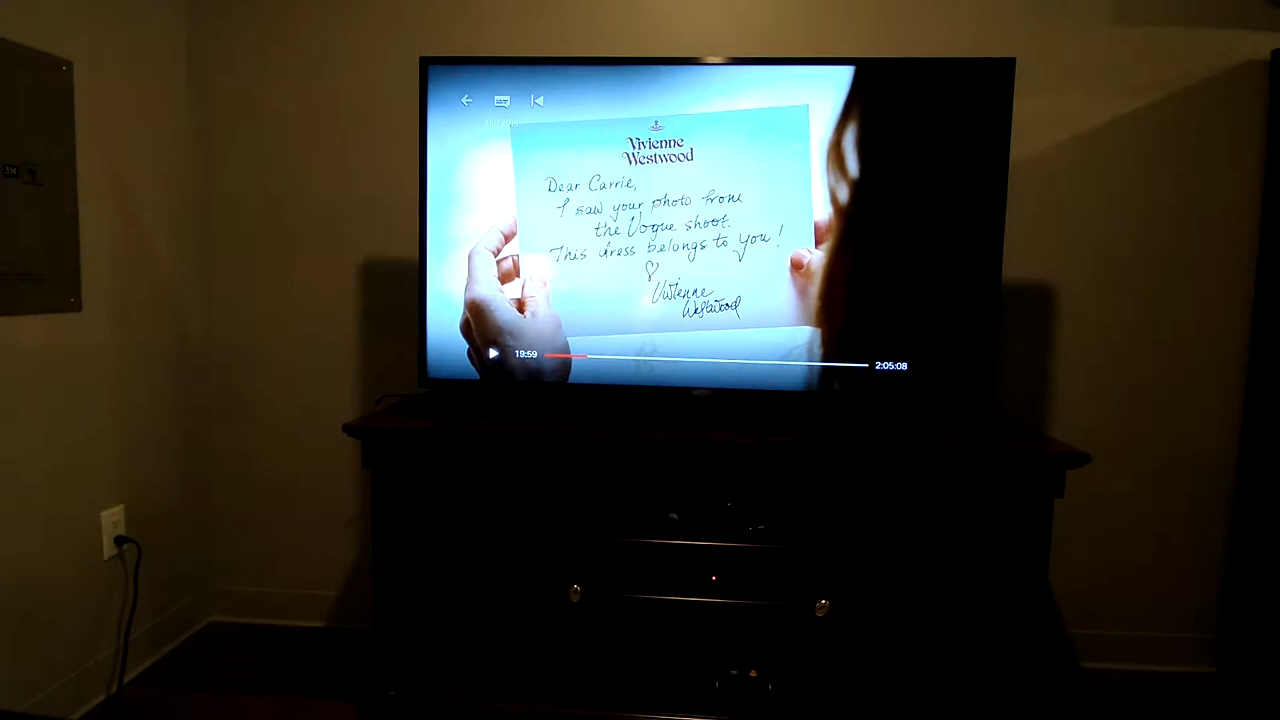 Vivienne
Westwood
Dear Carrie,
I saw your photo from
the Vogue shoot.
This dress belongs to you!
Vivienne
Westwood
19:59
2:05:08